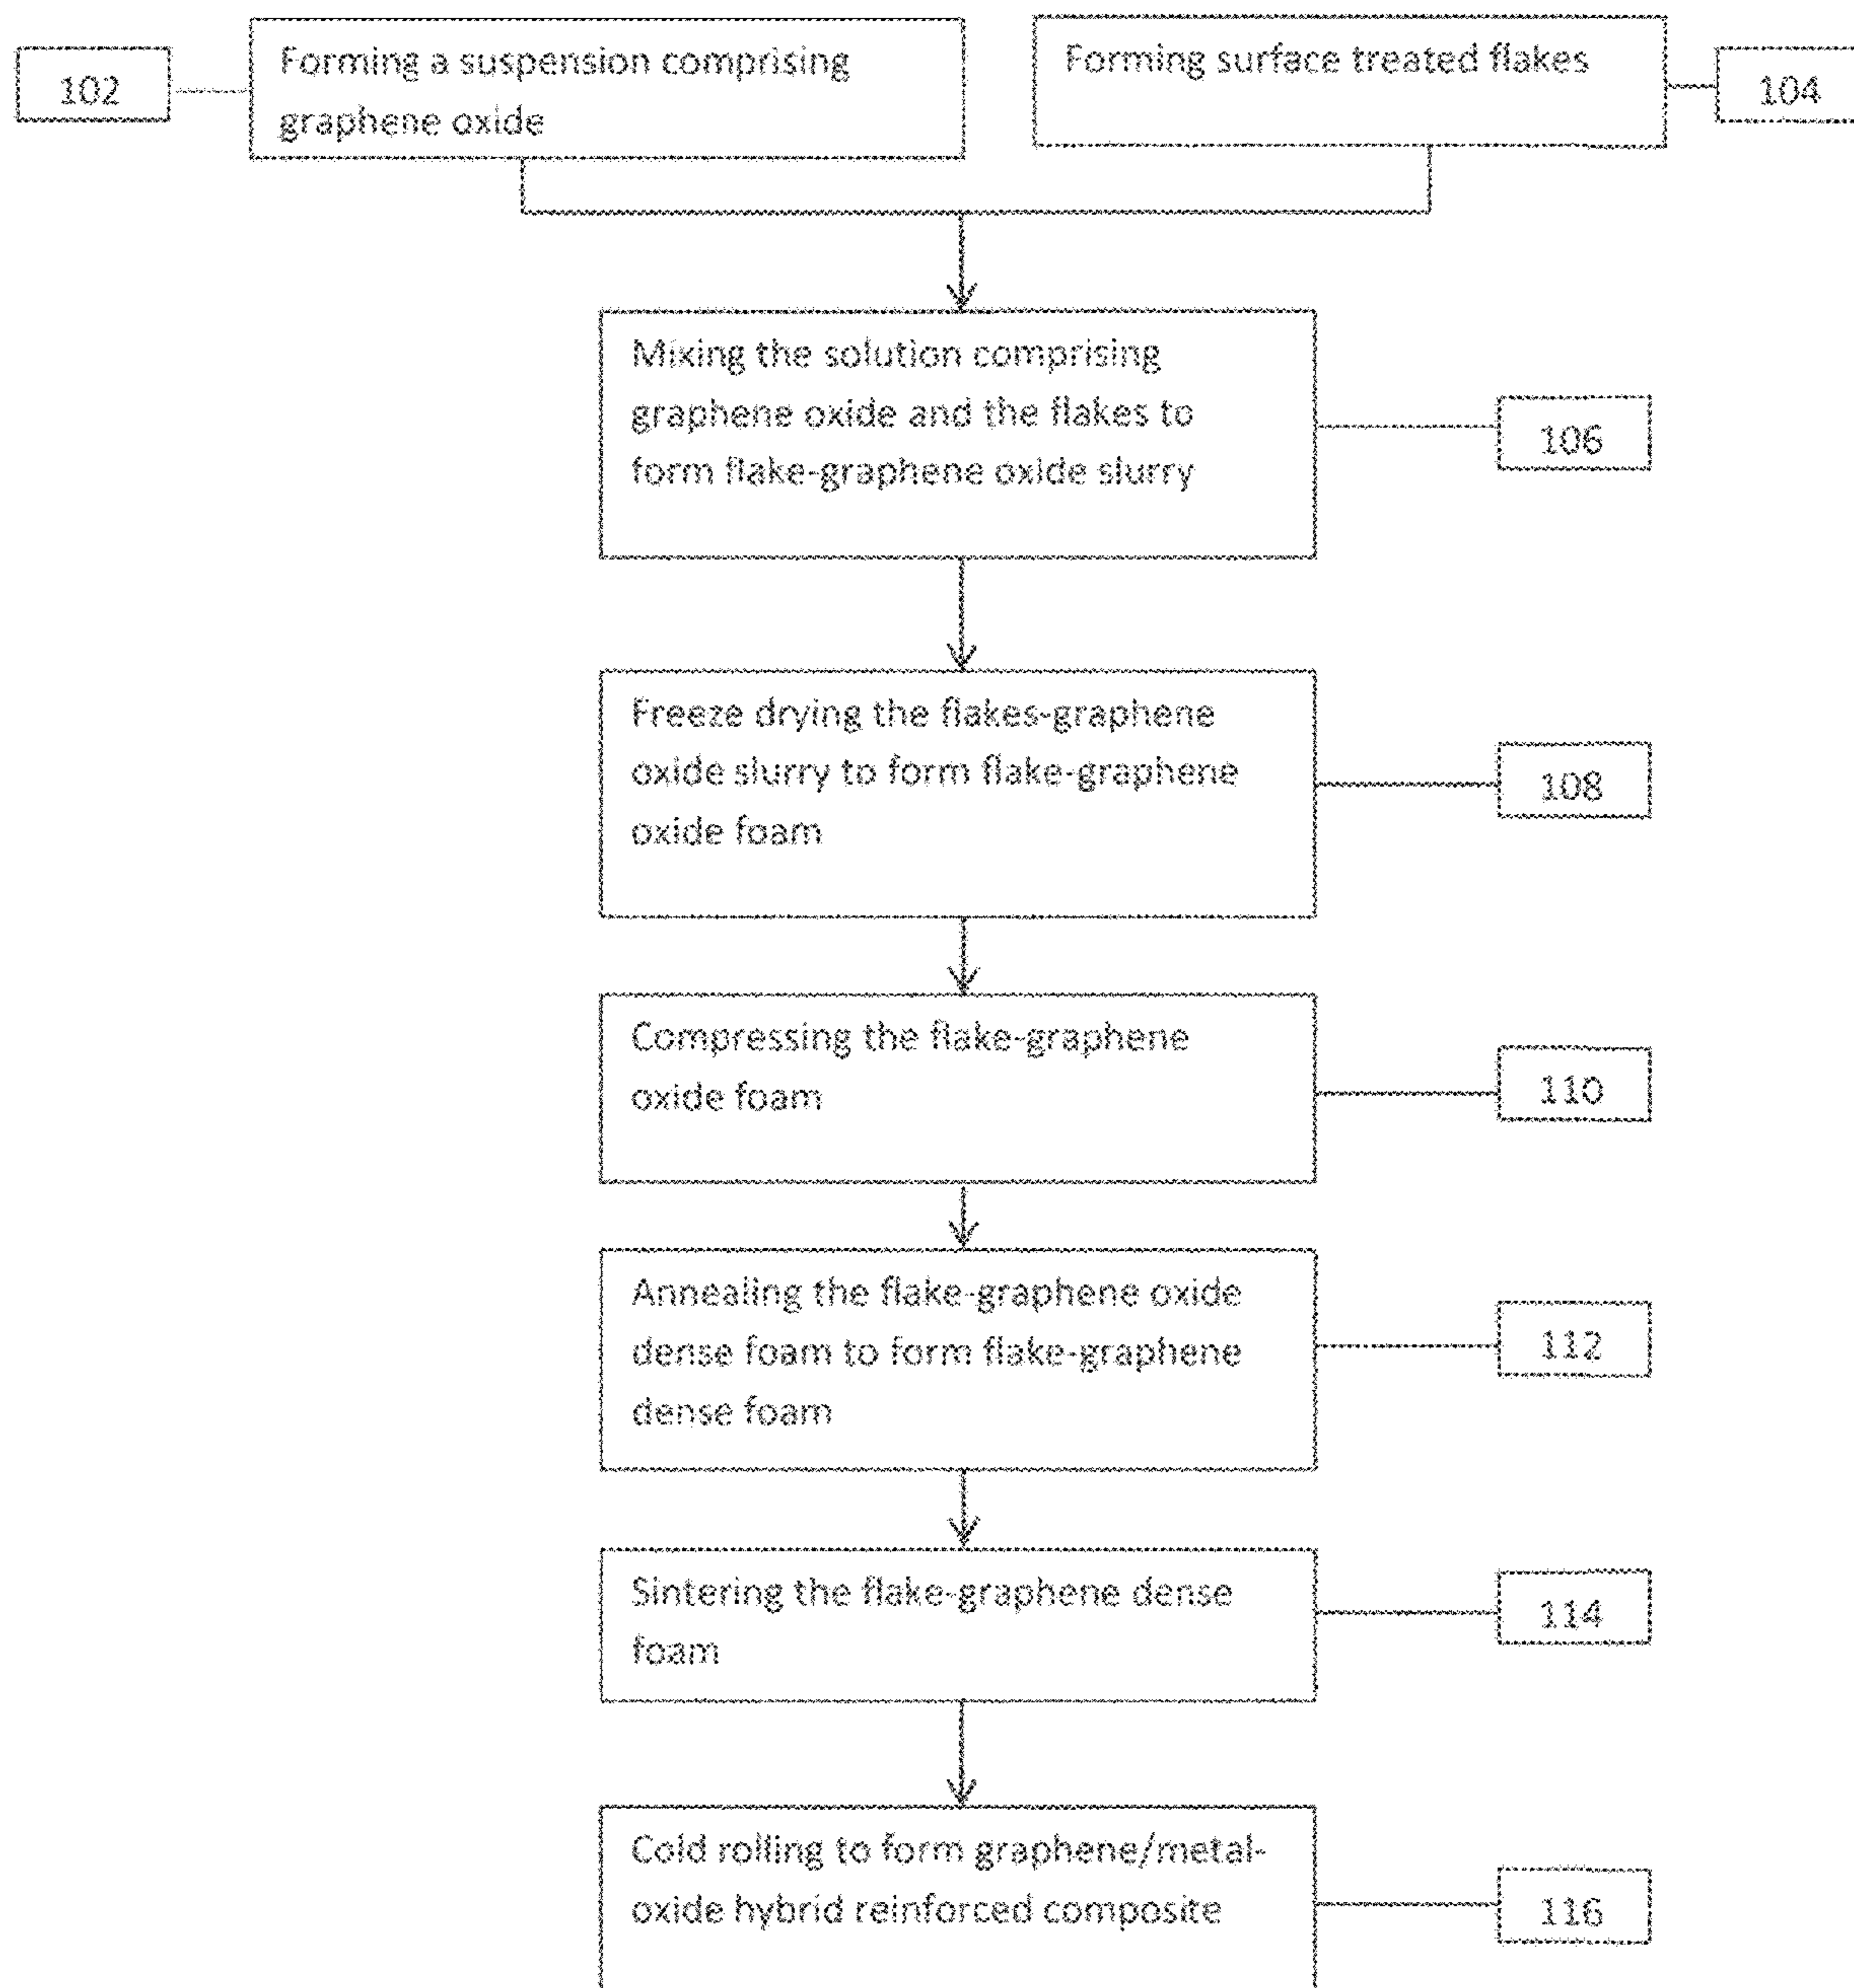 102
Forming a suspension comprising
graphene oxide
Forming surface treated flakes
104
Mixing the solution comprising
graphene oxide and the flakes to
form flake-graphene oxide slurry
106
Freeze drying the flakes-graphene
oxide slurry to form flake-graphene
oxide foam
108
Compressing the flake-graphene
oxide foam
110
Annealing the flake-graphene oxide
dense foam to form flake-graphene
dense foam
112
Sintering the flake-graphene dense
foam
114
Cold rolling to form graphene/metal-
oxide hybrid reinforced composite
116